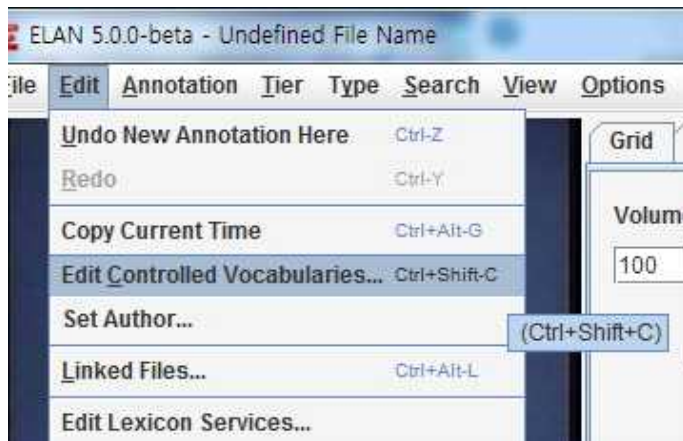 ELAN 5.0.0-beta - Undefined File Name
File Edit Annotation Tier Type Search View Options
Undo New Annotation Here Ctrl-Z
Grid
Redo Ctrl-Y
Volum
Copy Current Time Ctrl+Alt-G
100
Edit Controlled Vocabularies... Ctrl+Shift-C
Set Author...
(Ctrl+Shift+C)
Linked Files... Ctrl+Alt-L
Edit Lexicon Services...